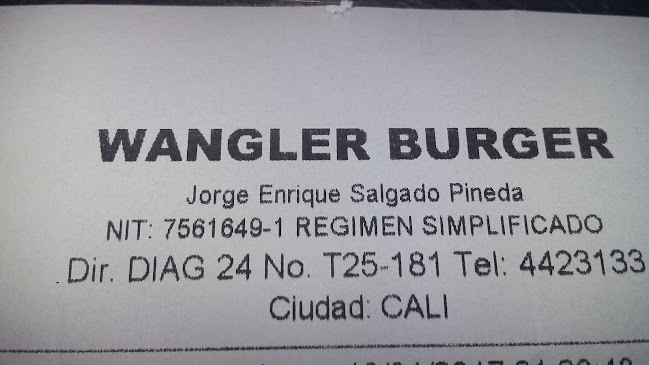 WANGLER BURGER
Jorge Enrique Salgado Pineda
NIT: 7561649-1 REGIMEN SIMPLIFICADO
. Dir. DIAG 24 No. T25-181 Tel: 4423133
Ciudad: CALI